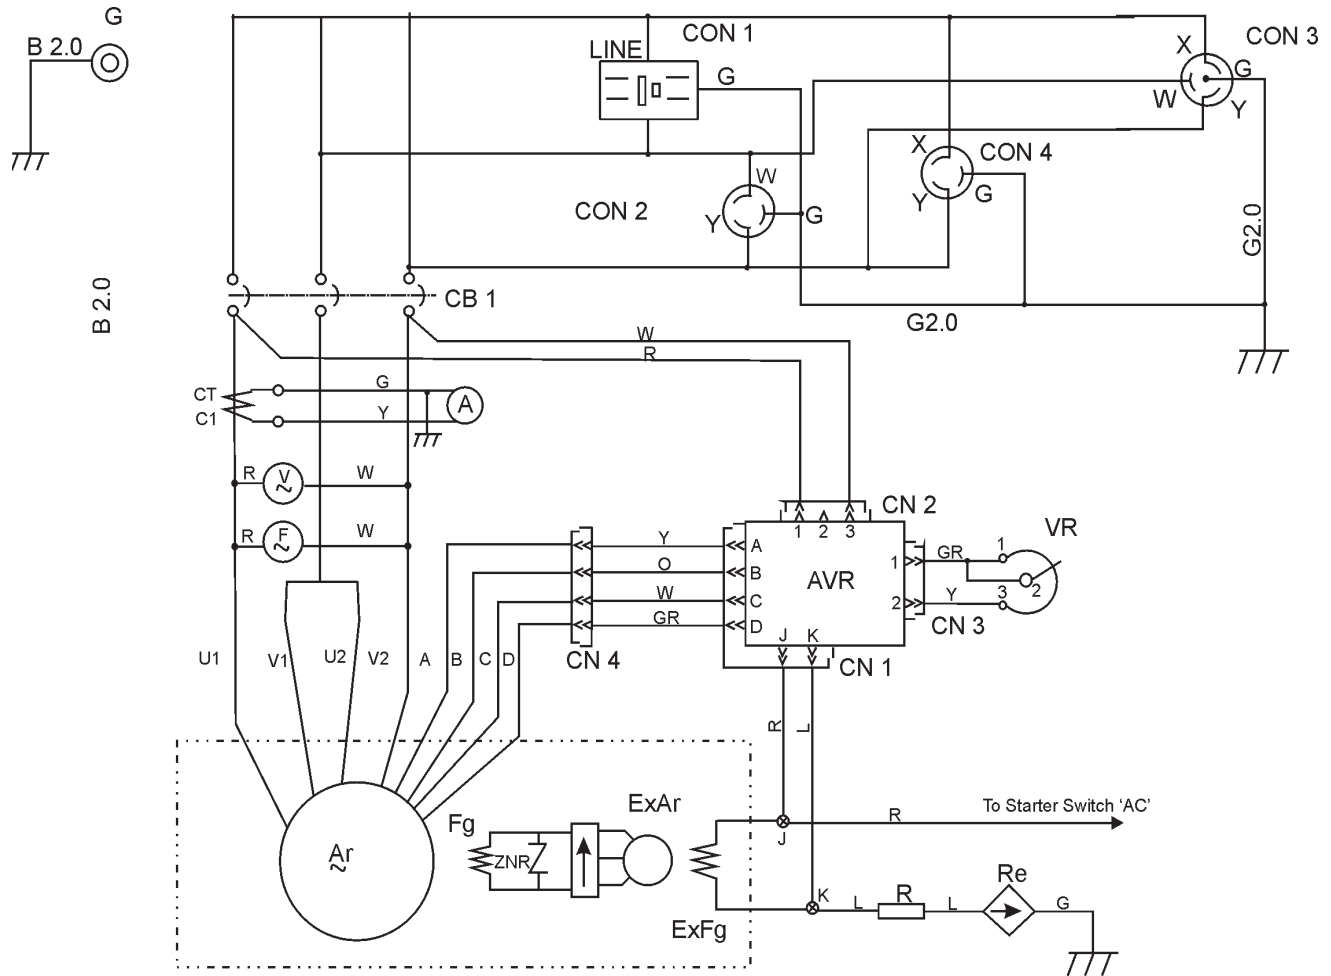 G
B 2.0
CON 1
LINE
G
X
CON 3
G
W
Y
X
CON 4
W
Y
G
CON 2
Y
G
G2.0
B 2.0
CB 1
G2.0
W
R
CT
G
A
C1
Y
R
V
~
W
R
F
~
W
CN 2
1 2 3
VR
Y
A
GR
1
O
B
AVR
1
2
W
C
Y
3
GR
D
2
CN 3
J K
CN 4
CN 1
U1
V1
U2
V2
A
B
C
D
R
L
ExAr
To Starter Switch ‘AC’
Fg
R
J
Ar
~
ZNR
Re
K
L
R
L
G
ExFg